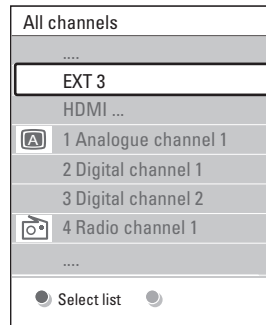 All channels
....
EXT 3
HDMI ...
A 1 Analogue channel 1
2 Digital channel 1
3 Digital channel 2
4 Radio channel 1
....
Select list